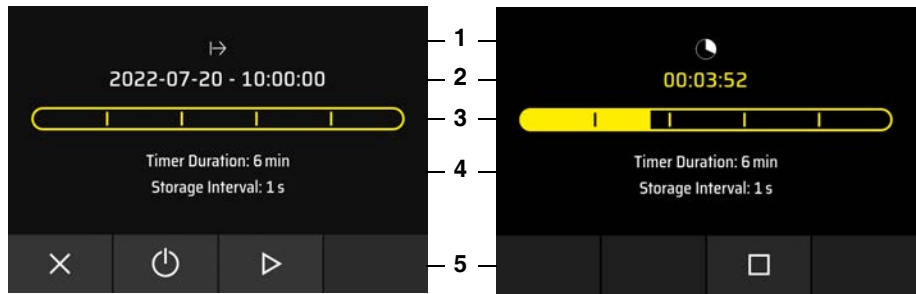 1
2022-07-20 - 10:00:00
2
00:03:52
3
Timer Duration: 6 min
Storage Interval: 1 s
4
Timer Duration: 6 min
Storage Interval: 1 s
5